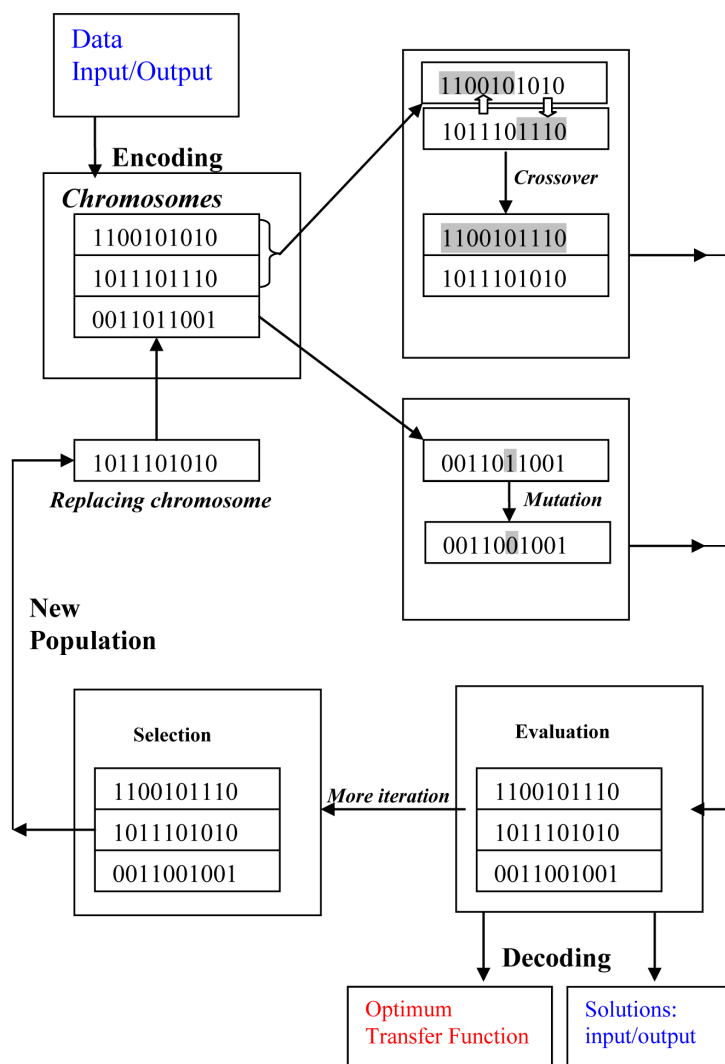 Data
Input/Output
Encoding
Chromosomes
1100101010
1011101110
0011011001
1100101010
1011101110
Crossover
1100101110
1011101010
1011101010
Replacing chromosome
0011011001
Mutation
0011001001
New
Population
Selection
1100101110
1011101010
0011001001
More iteration
Evaluation
1100101110
1011101010
0011001001
Decoding
Optimum
Transfer Function
Solutions:
input/output